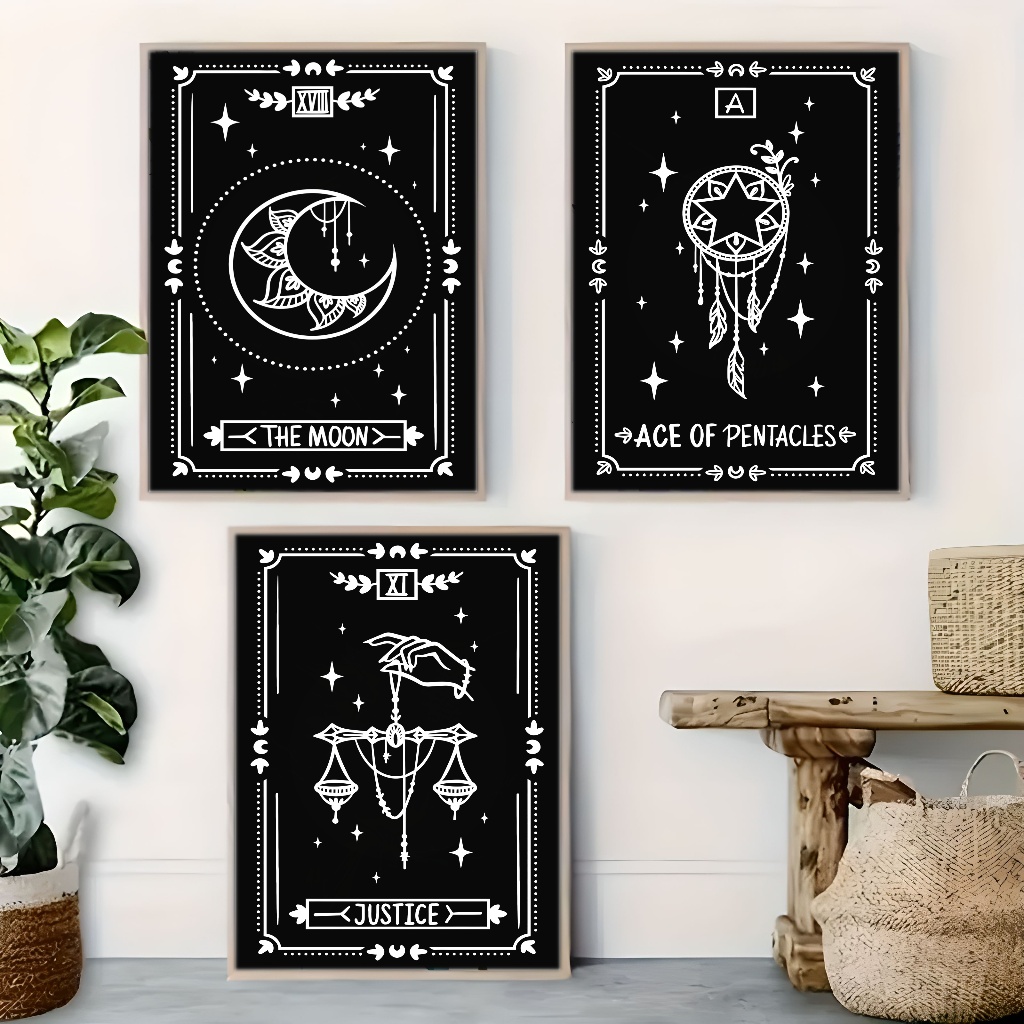 XVIII
THE MOON
A
ACE OF PENTACLES
XI
JUSTICE